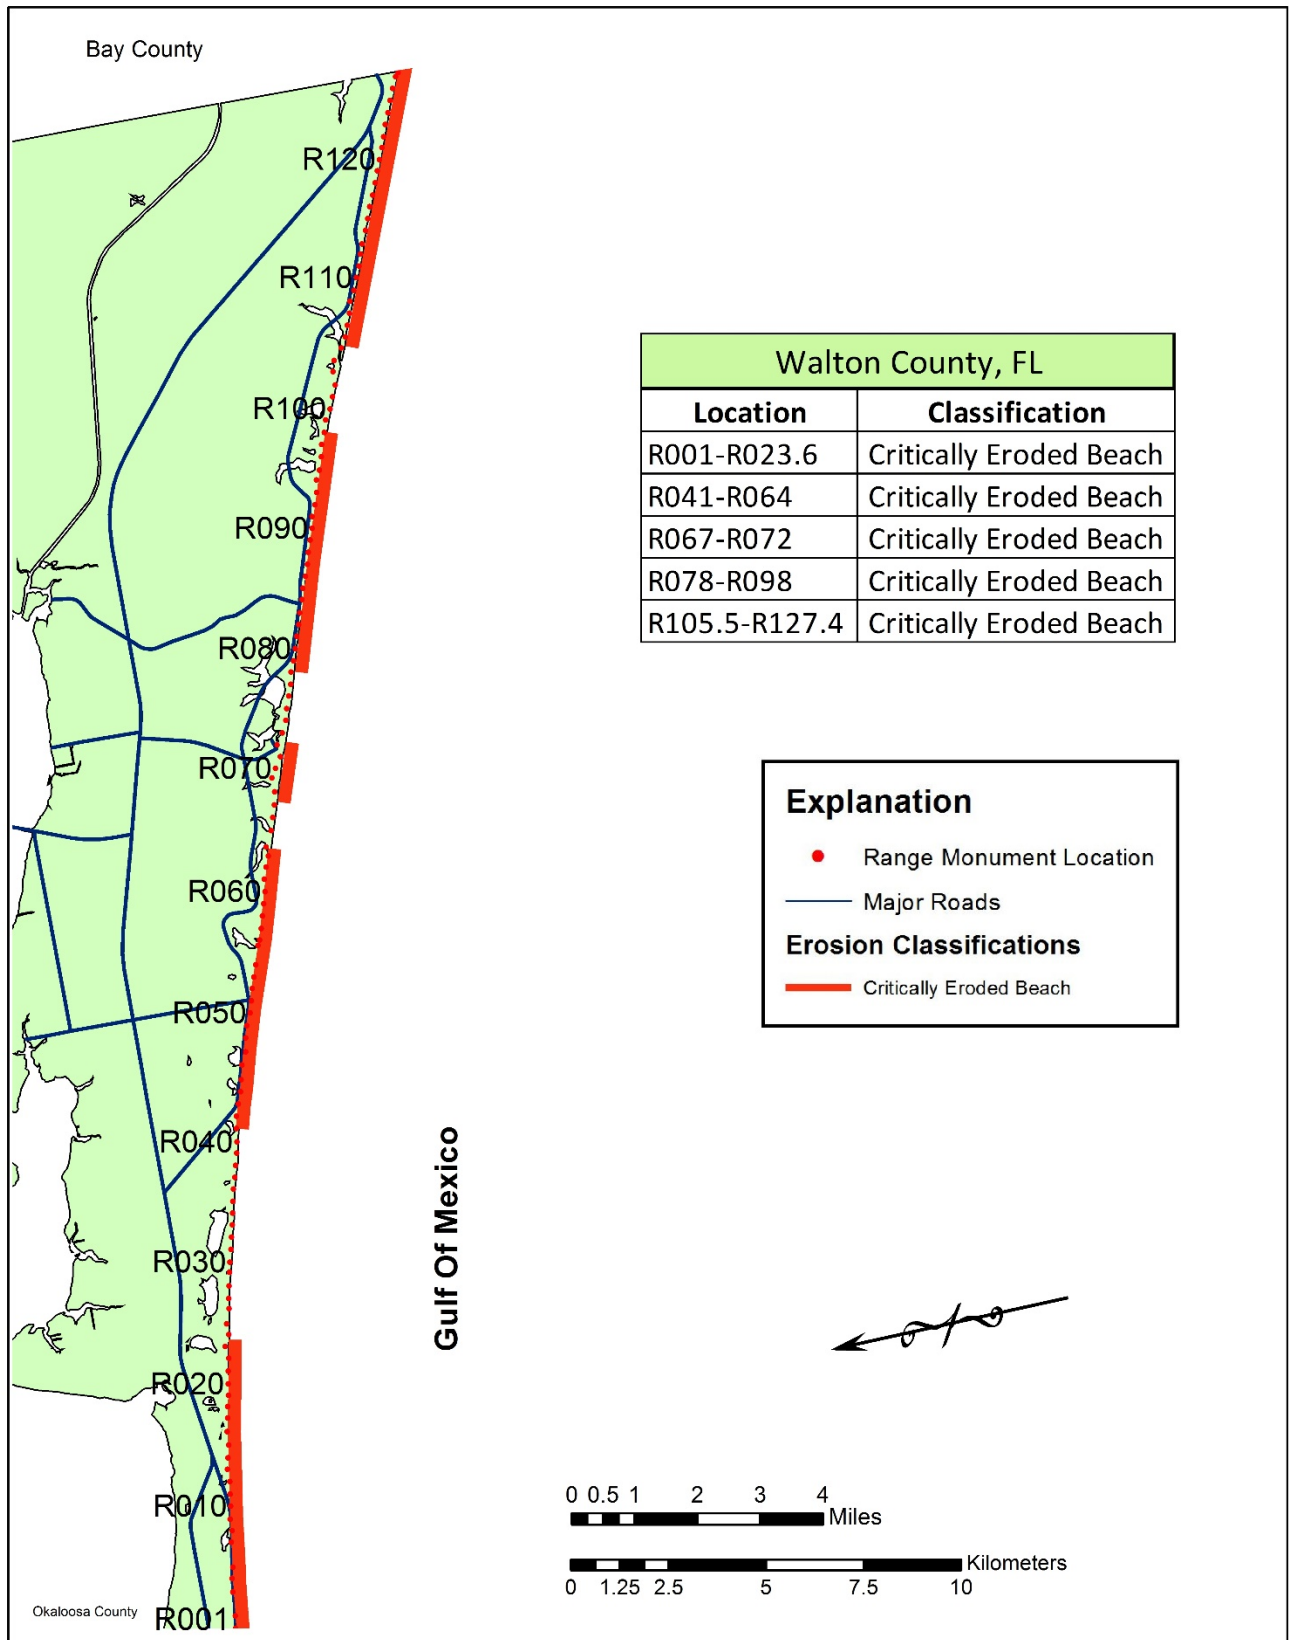 Bay County
R120
R110
R100
R090
R080
R070
R060
R050
R040
R030
R020
R010
R001
Okaloosa County
Gulf Of Mexico
Walton County, FL
Location Classification
R001-R023.6 Critically Eroded Beach
R041-R064 Critically Eroded Beach
R067-R072 Critically Eroded Beach
R078-R098 Critically Eroded Beach
R105.5-R127.4 Critically Eroded Beach
Explanation
Range Monument Location
Major Roads
Erosion Classifications
Critically Eroded Beach
N
0 0.5 1 2 3 4
Miles
Kilometers
0 1.25 2.5 5 7.5 10